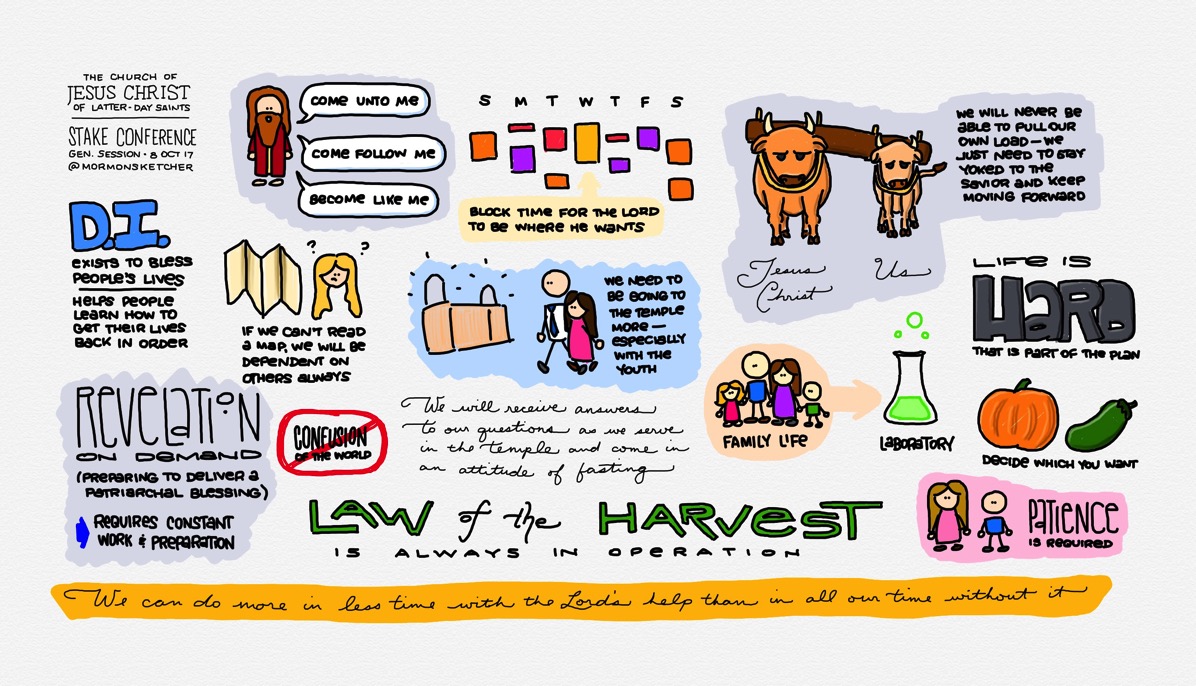 THE CHURCH OF
JESUS CHRIST
OF LATTER-DAY SAINTS
STAKE CONFERENCE
GEN. SESSION • 8 OCT 17
@MORMONSKETCHER
COME UNTO ME
COME FOLLOW ME
BECOME LIKE ME
S M T W T F S
BLOCK TIME FOR THE LORD
TO BE WHERE HE WANTS
WE WILL NEVER BE
ABLE TO PULL OUR
OWN LOAD—WE
JUST NEED TO STAY
YOKED TO THE
SAVIOR AND KEEP
MOVING FORWARD
Jesus
Christ
Us
D.I.
EXISTS TO BLESS
PEOPLE'S LIVES
HELPS PEOPLE
LEARN HOW TO
GET THEIR LIVES
BACK IN ORDER
? ?
IF WE CAN'T READ
A MAP, WE WILL BE
DEPENDENT ON
OTHERS ALWAYS
WE NEED TO
BE GOING TO
THE TEMPLE
MORE—
ESPECIALLY
WITH THE
YOUTH
LIFE IS
HARD
THAT IS PART OF THE PLAN
FAMILY LIFE
LABORATORY
DECIDE WHICH YOU WANT
REVELATION
ON DEMAND
(PREPARING TO DELIVER A
PATRIARCHAL BLESSING)
REQUIRES CONSTANT
WORK & PREPARATION
CONFUSION
OF THE WORLD
We will receive answers
to our questions as we serve
in the temple and come in
an attitude of fasting
LAW of the HARVEST
IS ALWAYS IN OPERATION
PATIENCE
IS REQUIRED
We can do more in less time with the Lord's help than in all our time without it